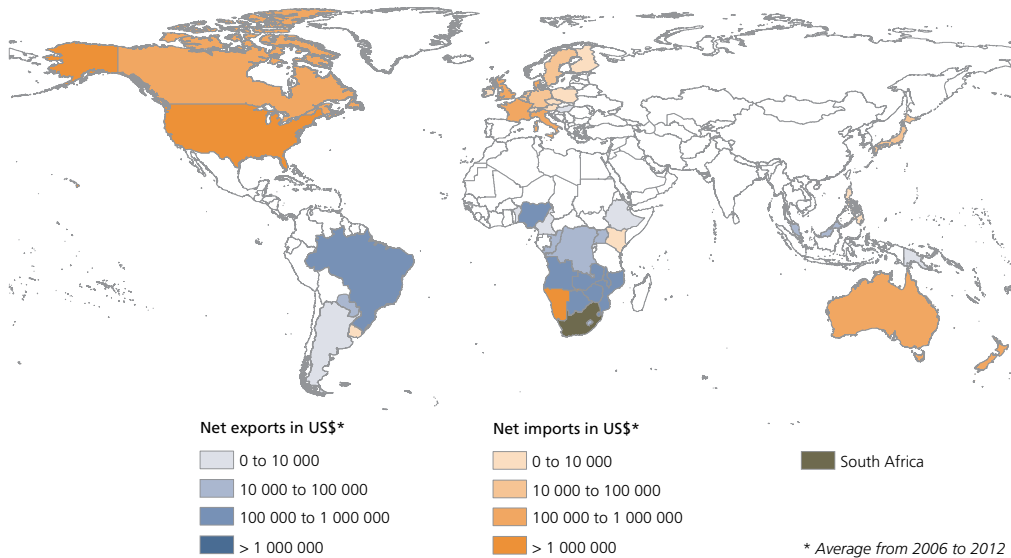 Net exports in US$*
0 to 10 000
10 000 to 100 000
100 000 to 1 000 000
> 1 000 000
Net imports in US$*
0 to 10 000
10 000 to 100 000
100 000 to 1 000 000
> 1 000 000
South Africa
* Average from 2006 to 2012